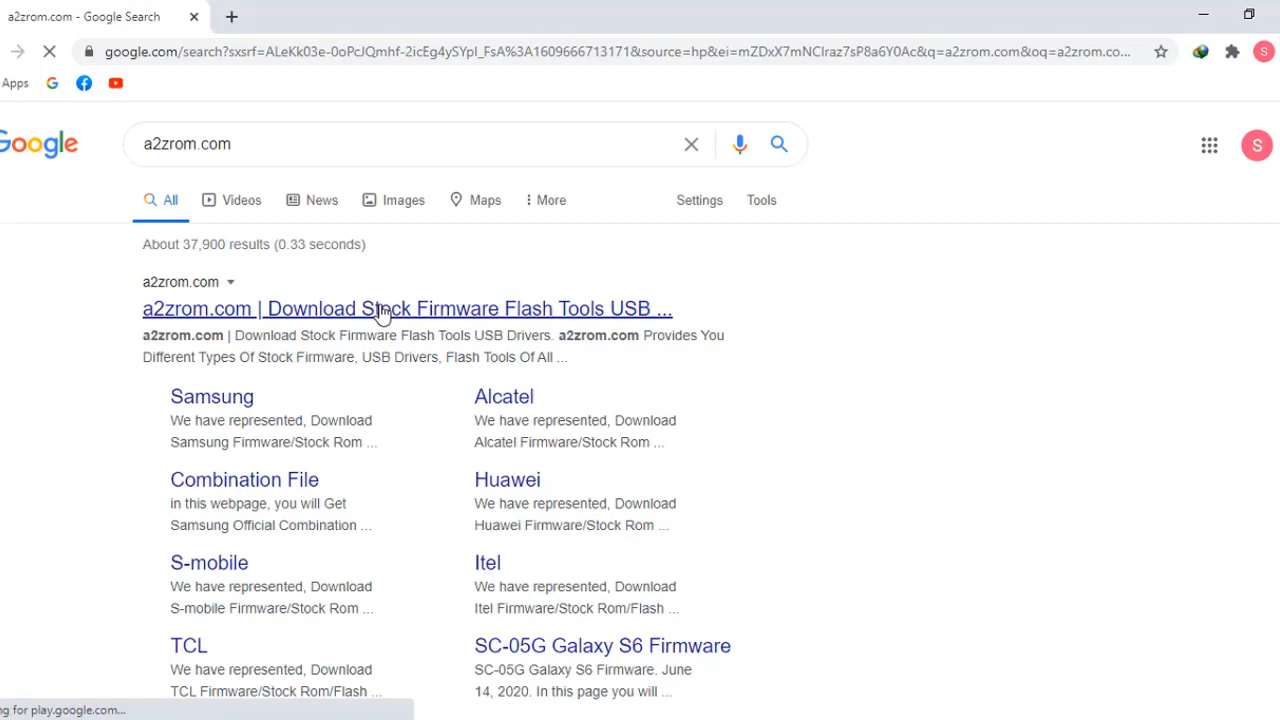 a2zrom.com - Google Search
google.com/search?sxsrf=ALeKk03e-0oPcJQmhf-2icEg4ySYpl_FsA%3A1609666713171&source=hp&ei=mZDxX7mNCIraz7sP8a6Y0Ac&q=a2zrom.com&oq=a2zrom.co...
S
Apps
Google
a2zrom.com
S
All
Videos
News
Images
Maps
More
Settings
Tools
About 37,900 results (0.33 seconds)
a2zrom.com
a2zrom.com | Download Stock Firmware Flash Tools USB ...
a2zrom.com | Download Stock Firmware Flash Tools USB Drivers. a2zrom.com Provides You
Different Types Of Stock Firmware, USB Drivers, Flash Tools Of All ...
Samsung
We have represented, Download
Samsung Firmware/Stock Rom ...
Alcatel
We have represented, Download
Alcatel Firmware/Stock Rom ...
Combination File
in this webpage, you will Get
Samsung Official Combination ...
Huawei
We have represented, Download
Huawei Firmware/Stock Rom ...
S-mobile
We have represented, Download
S-mobile Firmware/Stock Rom ...
Itel
We have represented, Download
Itel Firmware/Stock Rom/Flash ...
TCL
We have represented, Download
TCL Firmware/Stock Rom/Flash ...
SC-05G Galaxy S6 Firmware
SC-05G Galaxy S6 Firmware. June
14, 2020. In this page you will ...
ng for play.google.com...